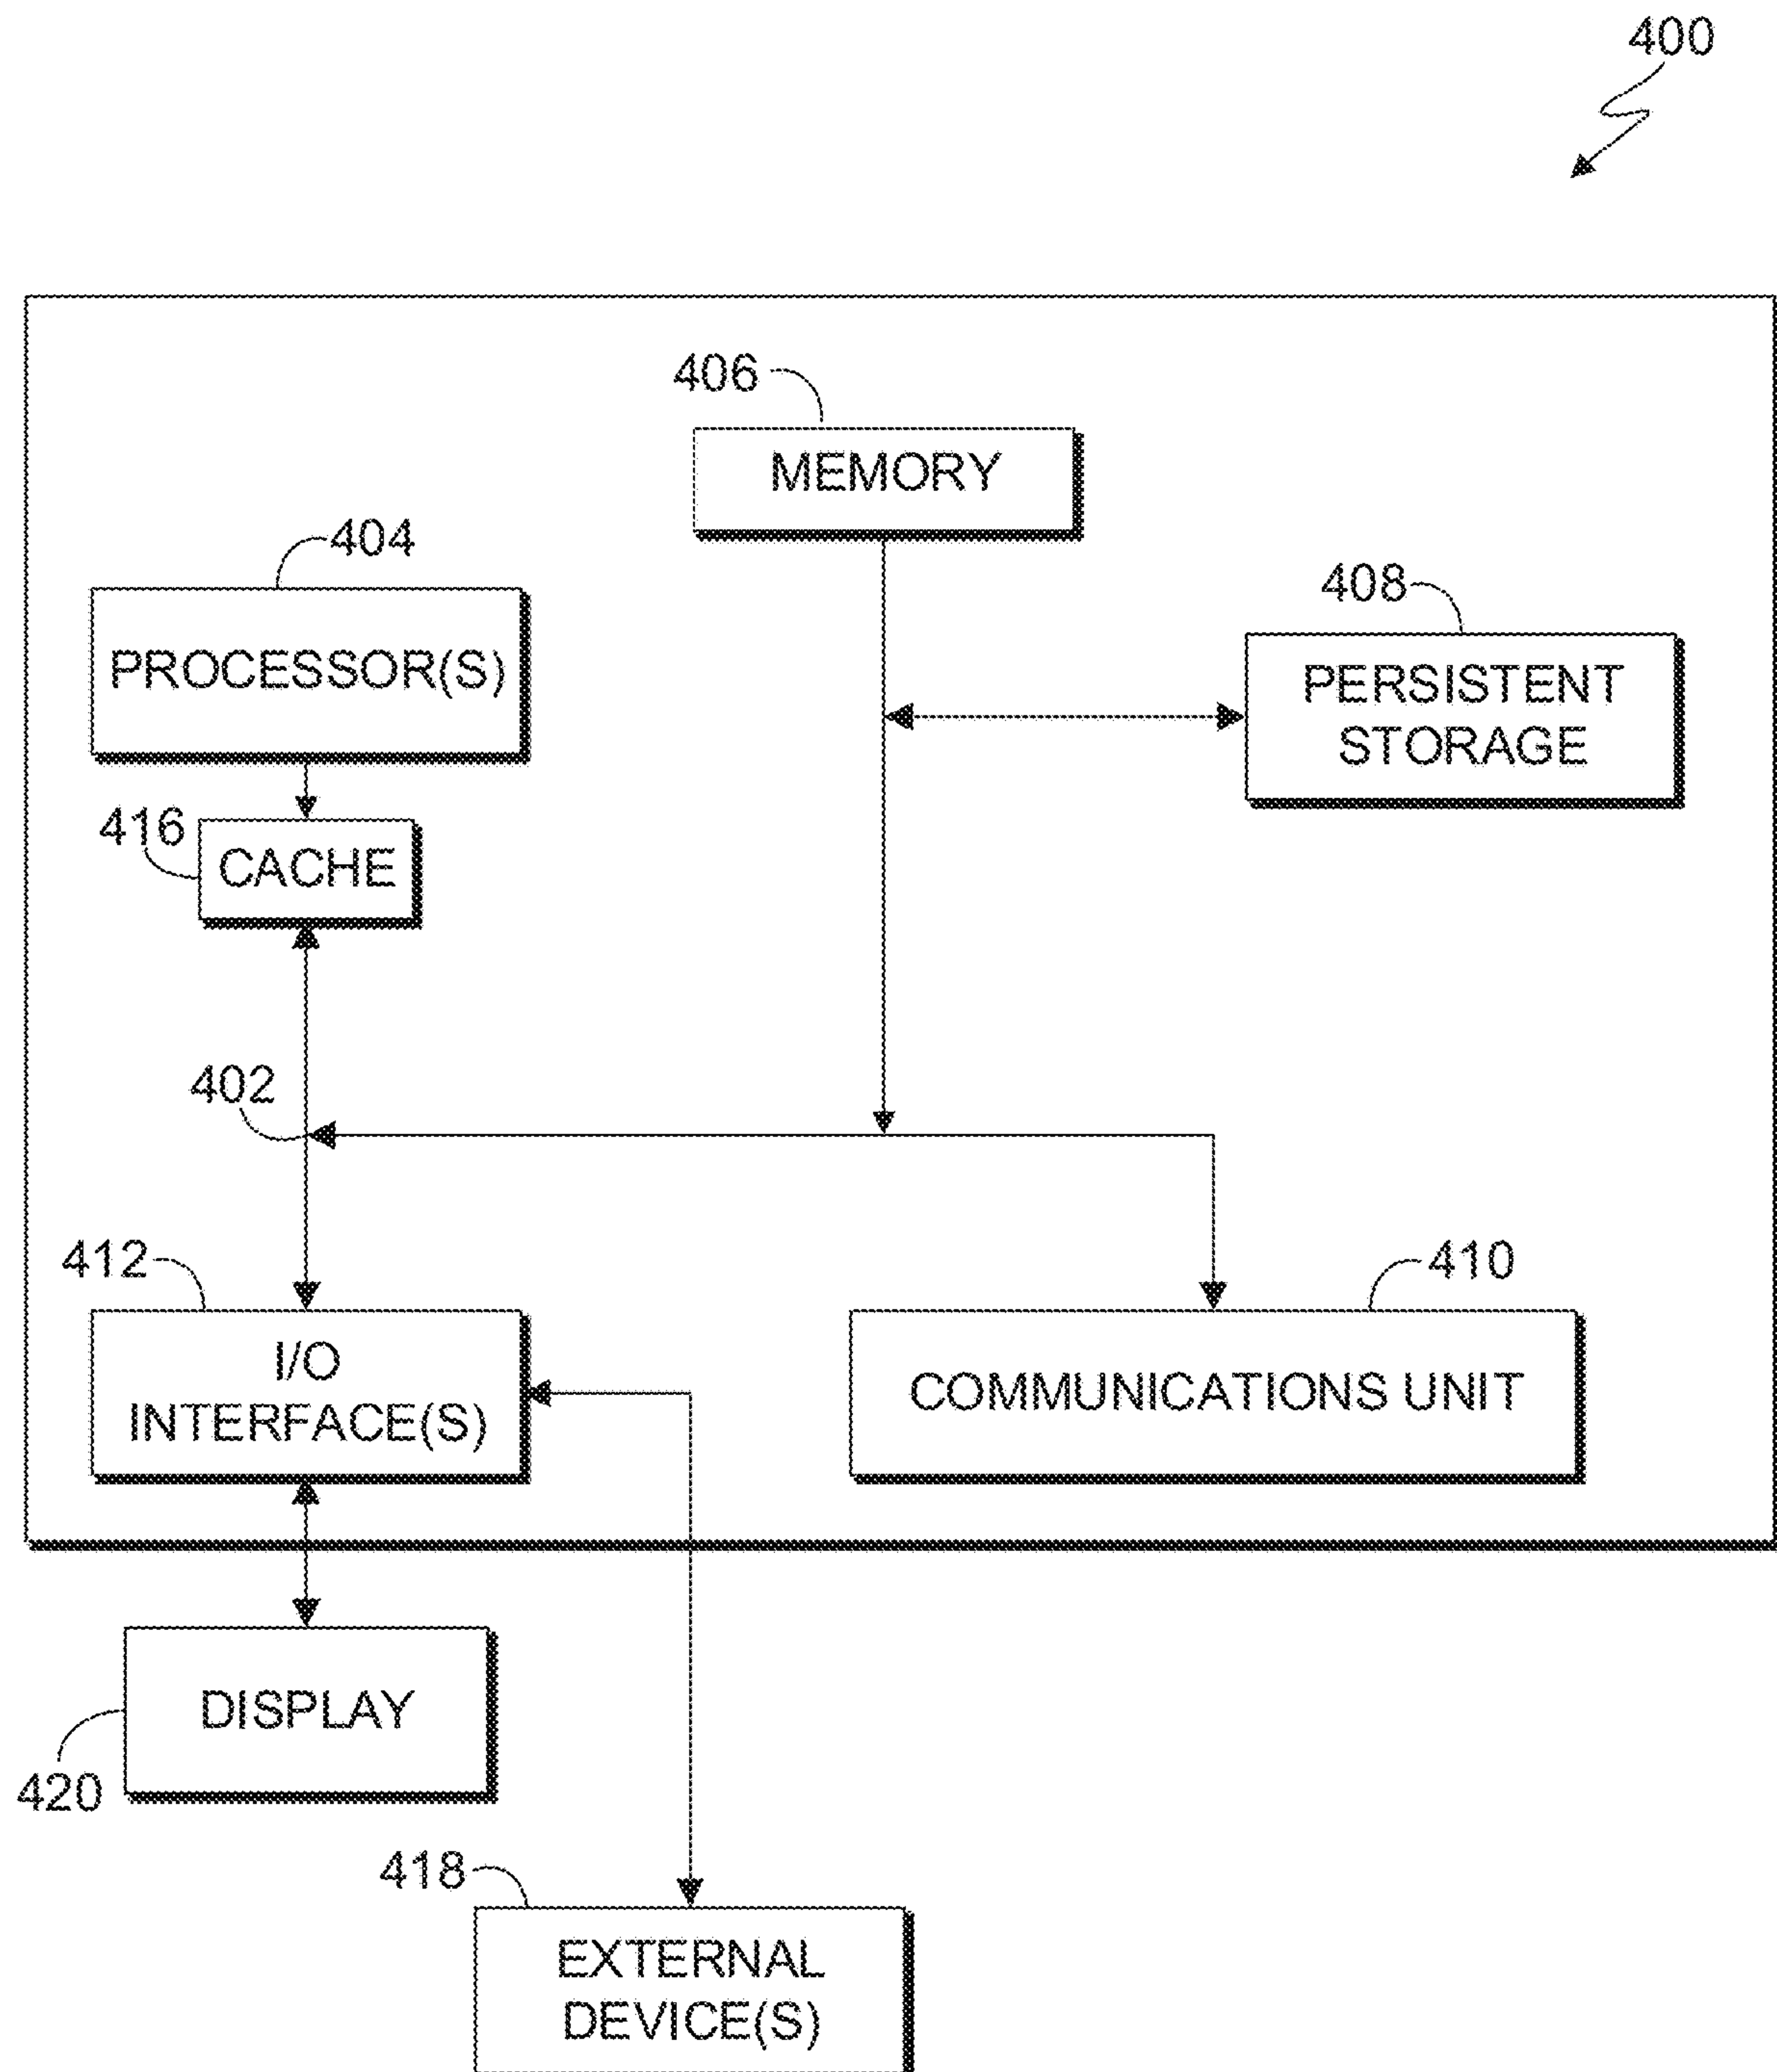 400
406
MEMORY
404
408
PROCESSOR(S)
PERSISTENT
STORAGE
416
CACHE
402
412
410
I/O
INTERFACE(S)
COMMUNICATIONS UNIT
DISPLAY
420
418
EXTERNAL
DEVICE(S)